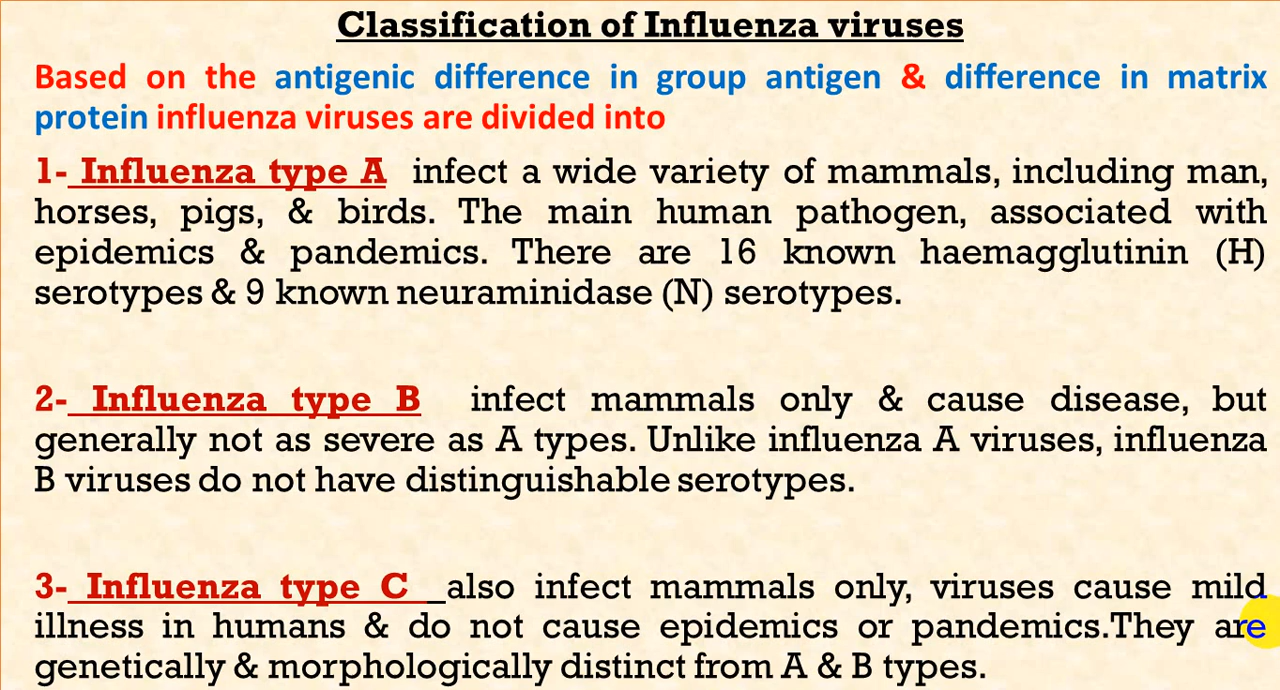 Classification of Influenza viruses
Based on the antigenic difference in group antigen & difference in matrix
protein influenza viruses are divided into
1- Influenza type A infect a wide variety of mammals, including man,
horses, pigs, & birds. The main human pathogen, associated with
epidemics & pandemics. There are 16 known haemagglutinin (H)
serotypes & 9 known neuraminidase (N) serotypes.
2- Influenza type B infect mammals only & cause disease, but
generally not as severe as A types. Unlike influenza A viruses, influenza
B viruses do not have distinguishable serotypes.
3- Influenza type C _also infect mammals only, viruses cause mild
illness in humans & do not cause epidemics or pandemics.They are
genetically & morphologically distinct from A & B types.